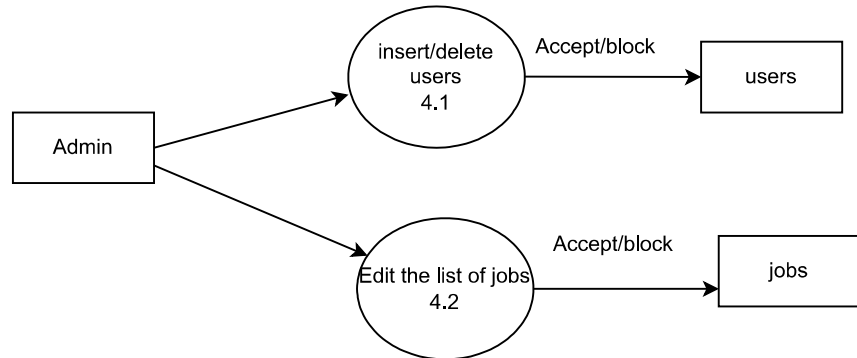 insert/delete
users
4.1
Accept/block
users
Admin
Edit the list of jobs
4.2
Accept/block
jobs